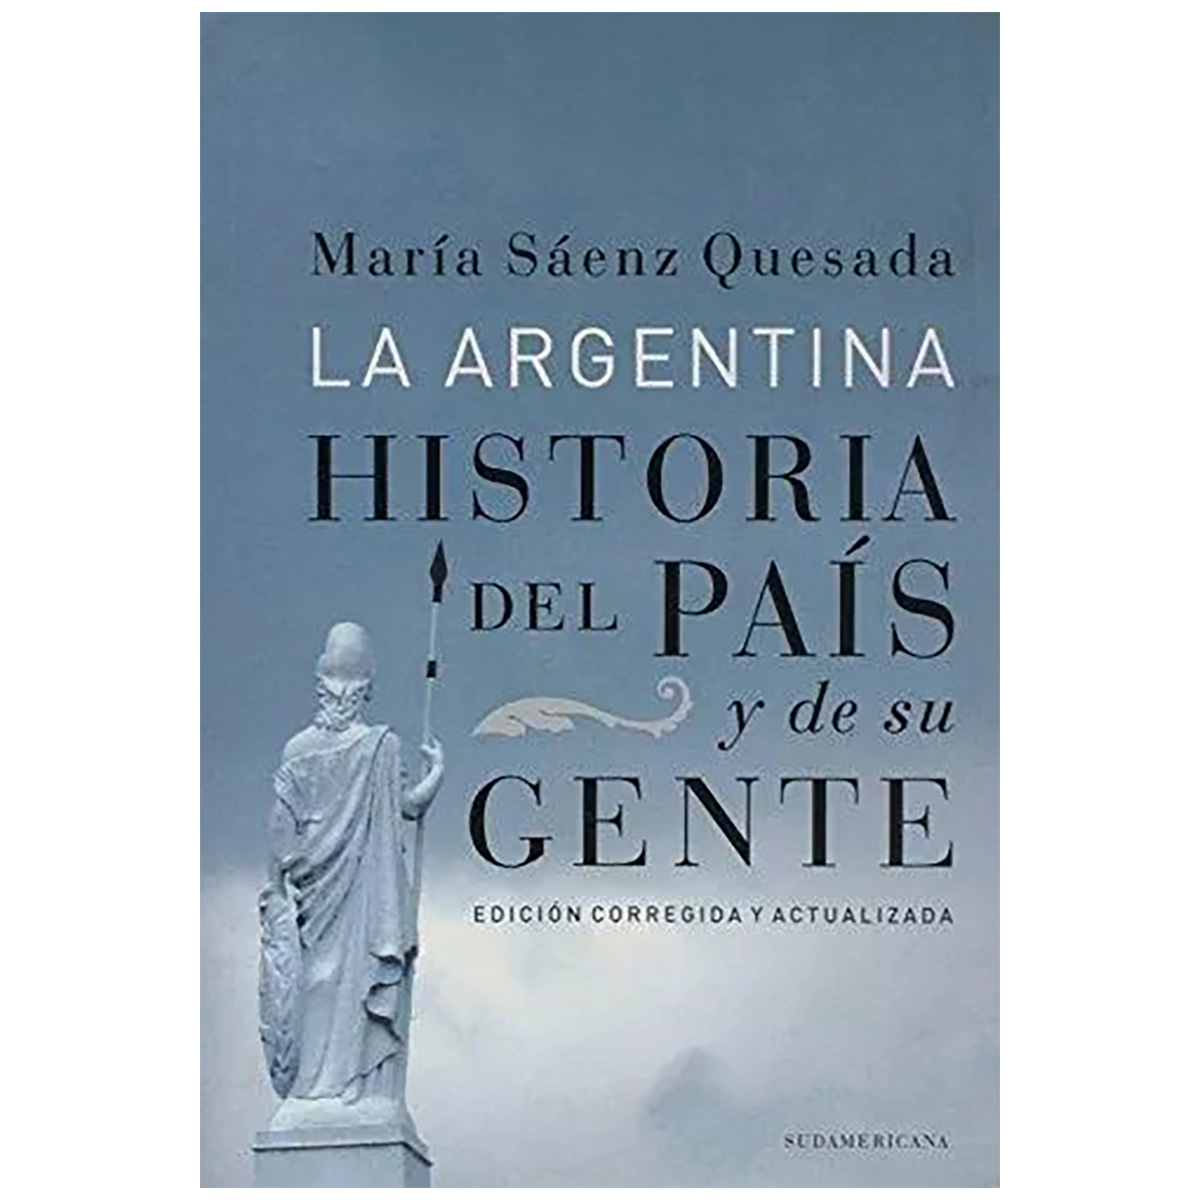 María Sáenz Quesada
LA ARGENTINA
HISTORIA
DEL PAÍS
y de su
GENTE
EDICIÓN CORREGIDA Y ACTUALIZADA
SUDAMERICANA